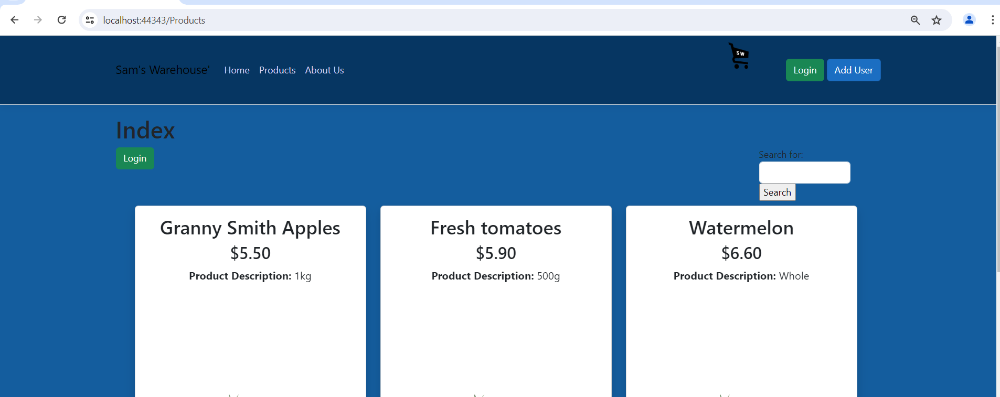 localhost:44343/Products
SW
Sam's Warehouse' Home Products About Us Login Add User
Index
Login
Search for:
Search
Granny Smith Apples
$5.50
Product Description: 1kg
Fresh tomatoes
$5.90
Product Description: 500g
Watermelon
$6.60
Product Description: Whole